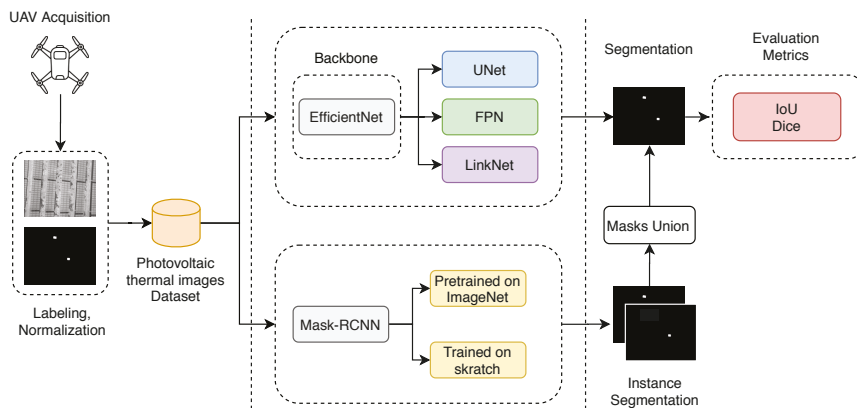 UAV Acquisition
Labeling,
Normalization
Photovoltaic
thermal images
Dataset
Backbone
EfficientNet
UNet
FPN
LinkNet
Mask-RCNN
Pretrained on
ImageNet
Trained on
skratch
Segmentation
Masks Union
Instance
Segmentation
Evaluation
Metrics
IoU
Dice